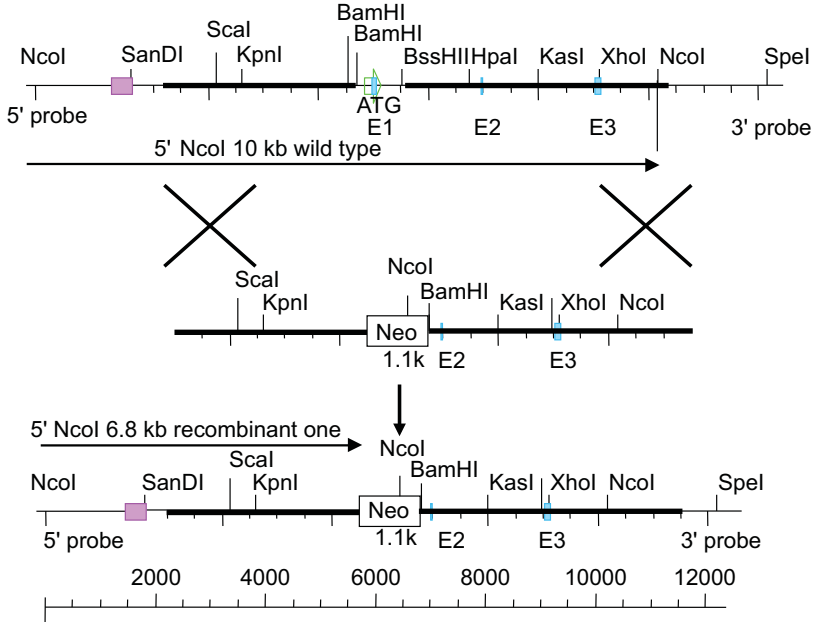 BamHI
ScaI
BamHI
NcoI SanDI KpnI BssHII HpaI KasI XhoI NcoI SpeI
ATG
5' probe E1 E2 E3 3' probe
5' NcoI 10 kb wild type
NcoI
ScaI BamHI
KpnI KasI XhoI NcoI
Neo
1.1k E2 E3
5' NcoI 6.8 kb recombinant one
NcoI
ScaI BamHI
NcoI SanDI KpnI KasI XhoI NcoI SpeI
Neo
5' probe 1.1k E2 E3 3' probe
2000 4000 6000 8000 10000 12000